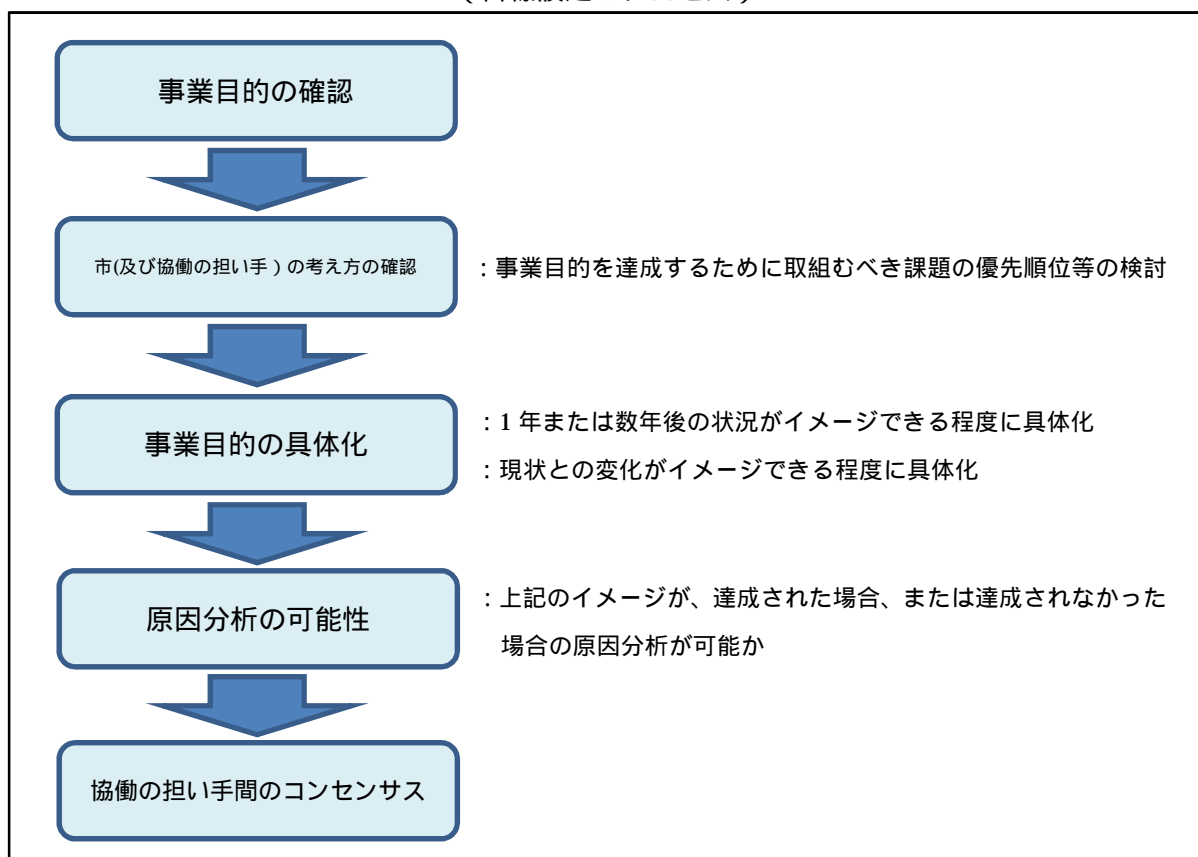 事業目的の確認
市(及び協働の担い手）の考え方の確認
：事業目的を達成するために取組むべき課題の優先順位等の検討
事業目的の具体化
：1 年または数年後の状況がイメージできる程度に具体化
：現状との変化がイメージできる程度に具体化
原因分析の可能性
：上記のイメージが、達成された場合、または達成されなかった
場合の原因分析が可能か
協働の担い手間のコンセンサス